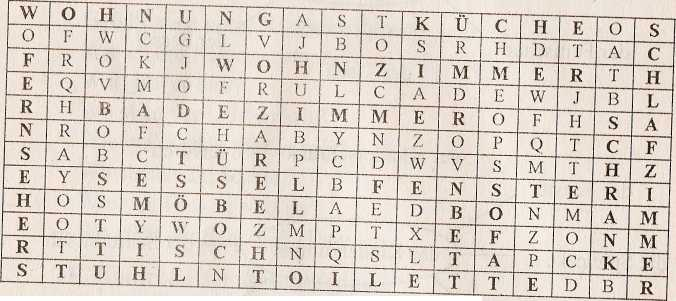 W O H N U N G A S T K Ü C H E O S
O F W C G L V J B O S R H D T A C
F R O K J W O H N Z I M M E R T H
E Q V M O F R U L C A D E W J B L
R H B A D E Z I M M E R O F H S A
N R O F C H A B Y N Z O P Q T C F
S A B C T Ü R P C D W V S M T H Z
E Y S E S S E L B F E N S T E R I
H O S M Ö B E L A E D B O N M A M
E O T Y W O Z M P T X E F Z O N M
R T T I S C H N Q S L T A P C K E
S T U H L N T O I L E T T E D B R